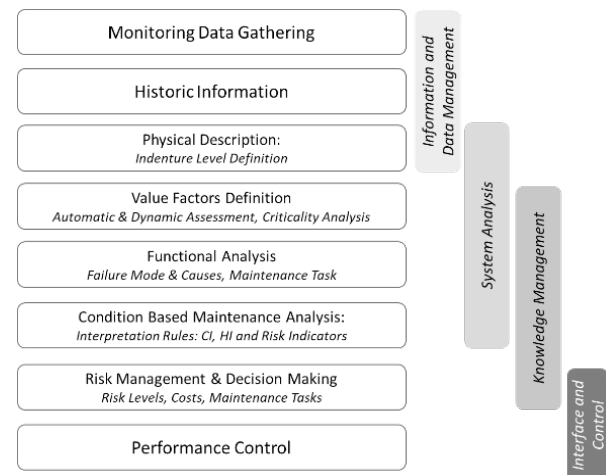 Monitoring Data Gathering
Historic Information
Physical Description:
Indenture Level Definition
Value Factors Definition
Automatic & Dynamic Assessment, Criticality Analysis
Functional Analysis
Failure Mode & Causes, Maintenance Task
Condition Based Maintenance Analysis:
Interpretation Rules: CI, HI and Risk Indicators
Risk Management & Decision Making
Risk Levels, Costs, Maintenance Tasks
Performance Control
Information and
Data Management
System Analysis
Knowledge Management
Interface and
Control